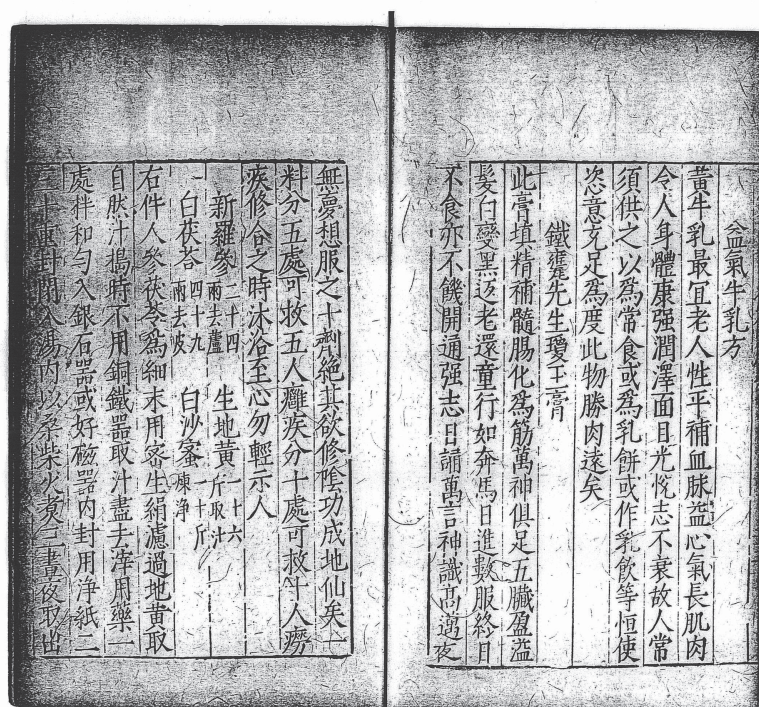 益氣牛乳方
黃牛乳最宜老人性平補血脉益心氣長肌肉
令人身體康强潤澤面目光悅志不衰故人常
須供之以爲常食或爲乳餠或作乳飲等恒使
恣意充足爲度此物勝肉遠矣
鐵甕先生瓊玉膏
此膏填精補髓腸化爲筋萬神俱足五臟盈溢
髮白變黑返老還童行如奔馬日進數服終日
不食亦不饑開通强志日誦萬言神識高邁夜
無夢想服之十劑絕其欲修隂功成地仙矣一
料分五處可救五人癰疾分十處可救十人癆
疾修合之時沐浴至心勿輕示人
新羅參二十四兩去蘆 生地黃一十六斤取汁
白茯苓四十九兩去皮 白沙蜜一十斤煉淨
右件人參茯苓爲細末用蜜生絹濾過地黃取
自然汁搗時不用銅鐵器取汁盡去滓用藥一
處拌和勻入銀石器或好磁器内封用淨紙二
三十重封閉入湯内以桑柴火煮三晝夜取出